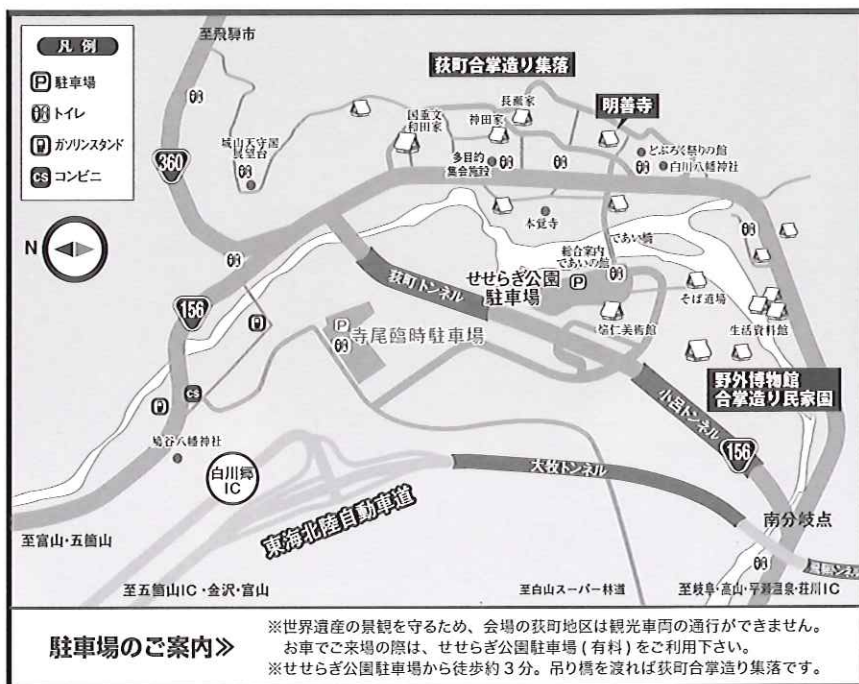 凡例
駐車場
トイレ
ガソリンスタンド
CS コンビニ
N
至飛騨市
360
156
城山天守閣
展望台
荻町合掌造り集落
国重文
和田家
長瀬家
神田家
明善寺
多目的
集会施設
どぶろく祭りの館
白川八幡神社
本覚寺
であい橋
総合案内
であいの館
せせらぎ公園
駐車場
荻町トンネル
P
寺尾臨時駐車場
焔仁美術館
そば道場
生活資料館
野外博物館
合掌造り民家園
小呂トンネル
156
CS
鳩谷八幡神社
白川郷
IC
大牧トンネル
東海北陸自動車道
南分岐点
至富山・五箇山
至五箇山IC・金沢・富山
至白山スーパー林道
至岐阜・高山・平瀬温泉・荘川IC
駐車場のご案内≫
※世界遺産の景観を守るため、会場の荻町地区は観光車両の通行ができません。
お車でご来場の際は、せせらぎ公園駐車場(有料)をご利用下さい。
※せせらぎ公園駐車場から徒歩約3分。吊り橋を渡れば荻町合掌造り集落です。